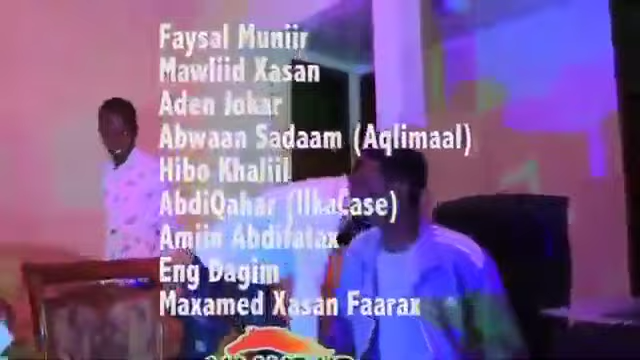 Faysal Muniir
Mawliid Xasan
Aden Jokar
Abwaan Sadaam (Aqlimaal)
Hibo Khaliil
AbdiQahar (IlkaCase)
Amiin Abdifatax
Eng Dagim
Maxamed Xasan Faarax